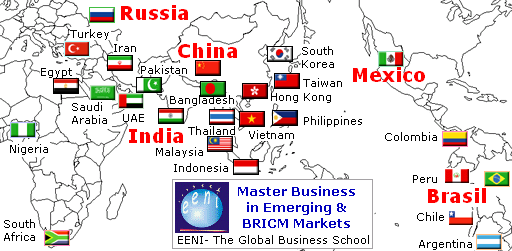 Russia
Turkey
Iran
China
South
Korea
Mexico
Egypt
Pakistan
Taiwan
Saudi
Arabia
UAE
Bangladesh
Hong Kong
India
Thailand
Vietnam
Philippines
Nigeria
Malaysia
Colombia
Indonesia
Peru
Brasil
South
Africa
Chile
Argentina
eeni
Master Business
in Emerging &
BRICM Markets
EENI- The Global Business School